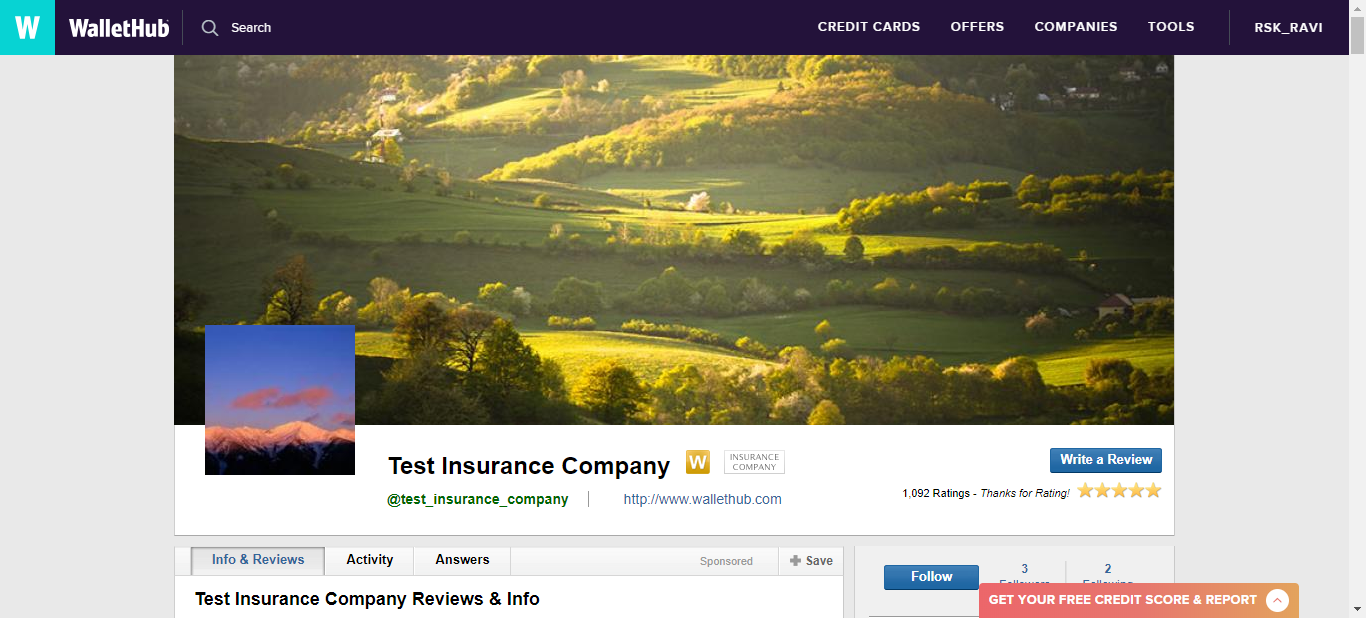 W WalletHub Search CREDIT CARDS OFFERS COMPANIES TOOLS RSK_RAVI
Test Insurance Company W INSURANCE COMPANY
Write a Review
@test_insurance_company http://www.wallethub.com
1,092 Ratings - Thanks for Rating!
Info & Reviews Activity Answers Sponsored Save
Test Insurance Company Reviews & Info
Follow
3 2
Followers Following
GET YOUR FREE CREDIT SCORE & REPORT